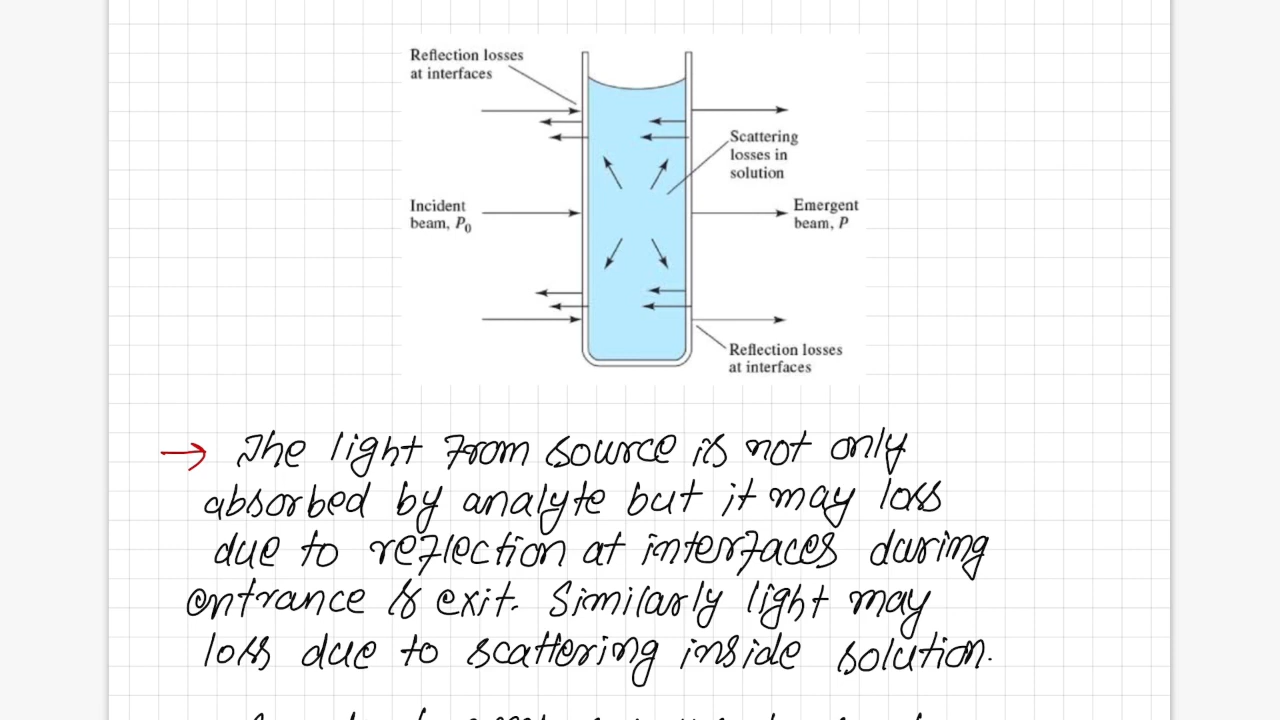 Reflection losses
at interfaces
Scattering
losses in
solution
Incident
beam, P0
Emergent
beam, P
Reflection losses
at interfaces
→ The light from source is not only
absorbed by analyte but it may loss
due to reflection at interfaces during
entrance & exit. Similarly light may
loss due to scattering inside solution.